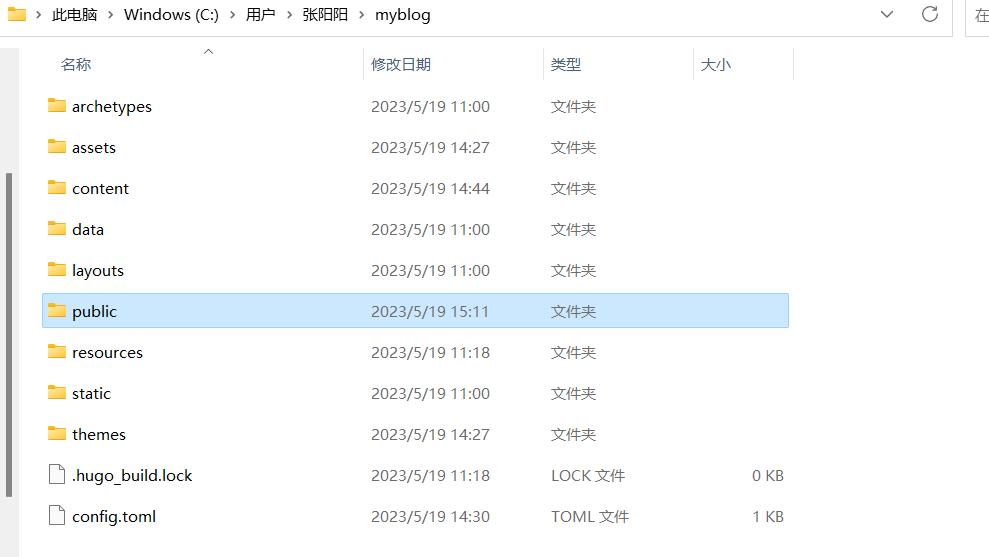 此电脑 Windows (C:) 用户 张阳阳 myblog 在
名称 修改日期 类型 大小
archetypes 2023/5/19 11:00 文件夹
assets 2023/5/19 14:27 文件夹
content 2023/5/19 14:44 文件夹
data 2023/5/19 11:00 文件夹
layouts 2023/5/19 11:00 文件夹
public 2023/5/19 15:11 文件夹
resources 2023/5/19 11:18 文件夹
static 2023/5/19 11:00 文件夹
themes 2023/5/19 14:27 文件夹
.hugo_build.lock 2023/5/19 11:18 LOCK 文件 0 KB
config.toml 2023/5/19 14:30 TOML 文件 1 KB